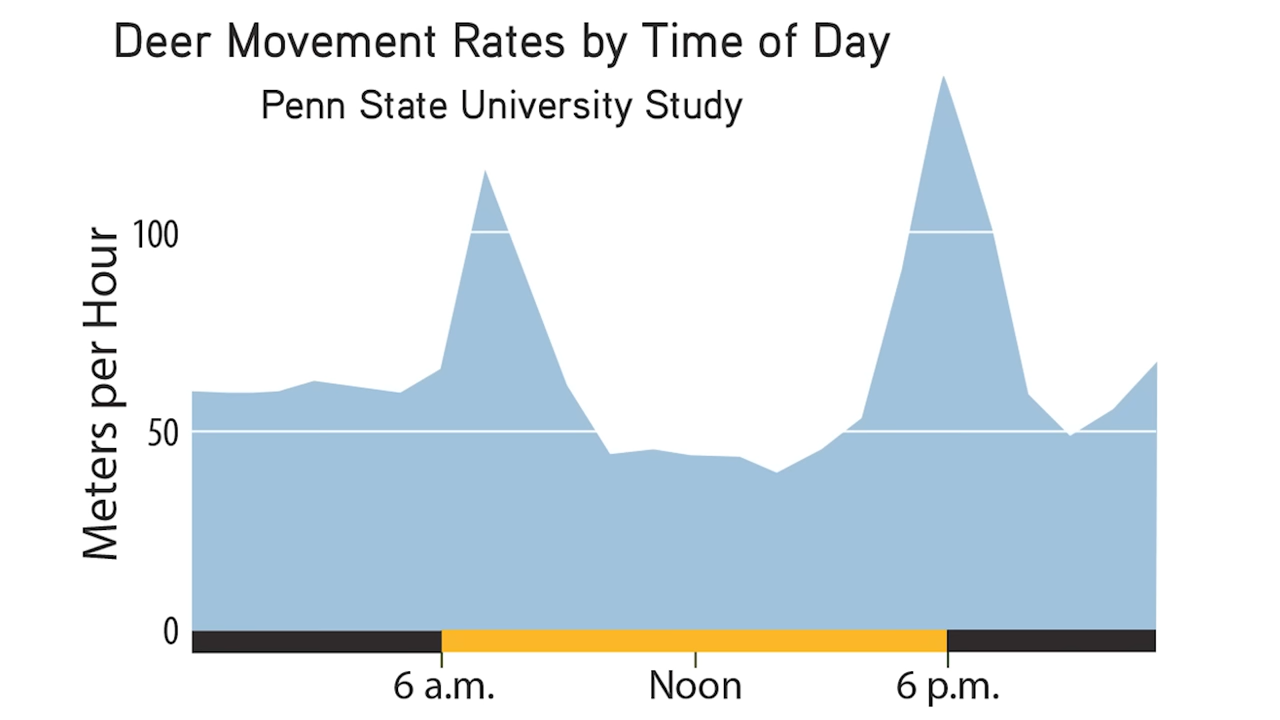 Deer Movement Rates by Time of Day
Penn State University Study
Meters per Hour
100
50
0
6 a.m.
Noon
6 p.m.